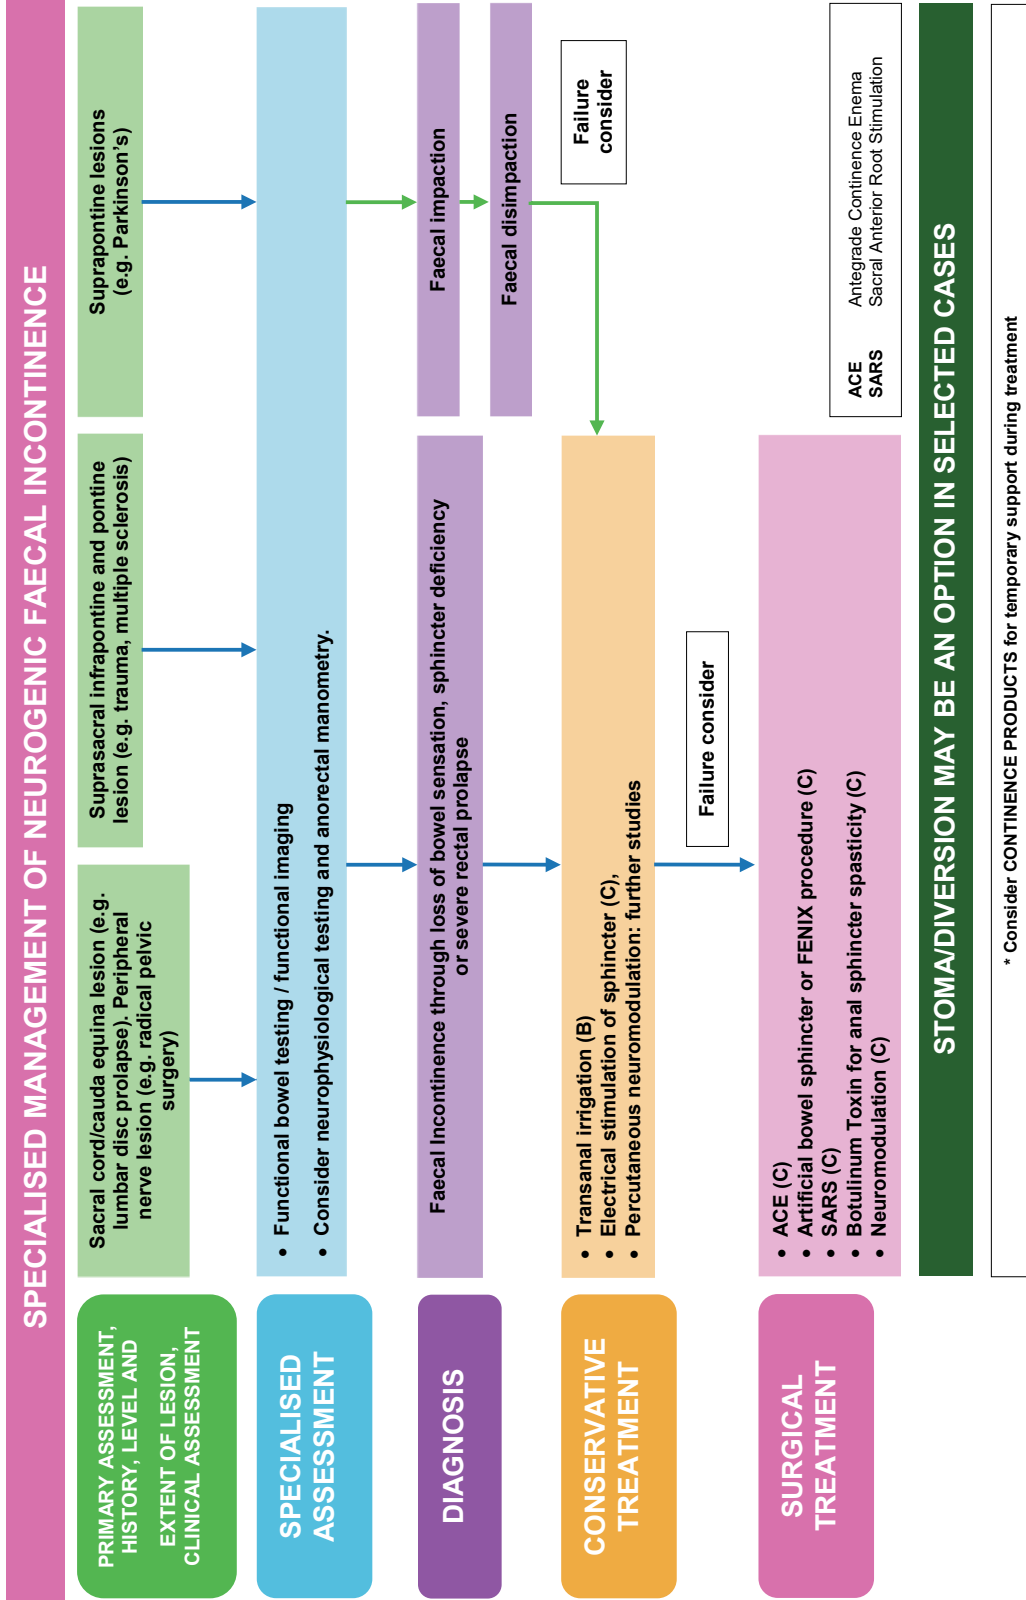 SPECIALISED MANAGEMENT OF NEUROGENIC FAECAL INCONTINENCE
PRIMARY ASSESSMENT,
HISTORY, LEVEL AND
EXTENT OF LESION,
CLINICAL ASSESSMENT
Sacral cord/cauda equina lesion (e.g.
lumbar disc prolapse). Peripheral
nerve lesion (e.g. radical pelvic
surgery)
Suprasacral infrapontine and pontine
lesion (e.g. trauma, multiple sclerosis)
Suprapontine lesions
(e.g. Parkinson's)
SPECIALISED
ASSESSMENT
• Functional bowel testing / functional imaging
• Consider neurophysiological testing and anorectal manometry.
DIAGNOSIS
Faecal Incontinence through loss of bowel sensation, sphincter deficiency
or severe rectal prolapse
Faecal impaction
Faecal disimpaction
Failure
consider
CONSERVATIVE
TREATMENT
• Transanal irrigation (B)
• Electrical stimulation of sphincter (C),
• Percutaneous neuromodulation: further studies
Failure consider
SURGICAL
TREATMENT
• ACE (C)
• Artificial bowel sphincter or FENIX procedure (C)
• SARS (C)
• Botulinum Toxin for anal sphincter spasticity (C)
• Neuromodulation (C)
ACE Antegrade Continence Enema
SARS Sacral Anterior Root Stimulation
STOMA/DIVERSION MAY BE AN OPTION IN SELECTED CASES
* Consider CONTINENCE PRODUCTS for temporary support during treatment